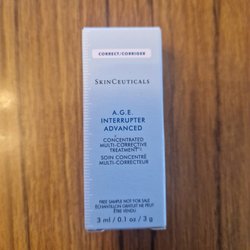 CORRECT/CORRIGER
SKINCEUTICALS
A.G.E.
INTERRUPTER
ADVANCED
CONCENTRATED
MULTI-CORRECTIVE
TREATMENT
SOIN CONCENTRÉ
MULTI-CORRECTEUR
FREE SAMPLE NOT FOR SALE
ÉCHANTILLON GRATUIT NE PEUT
ÊTRE VENDU
3 ml / 0.1 oz / 3 g